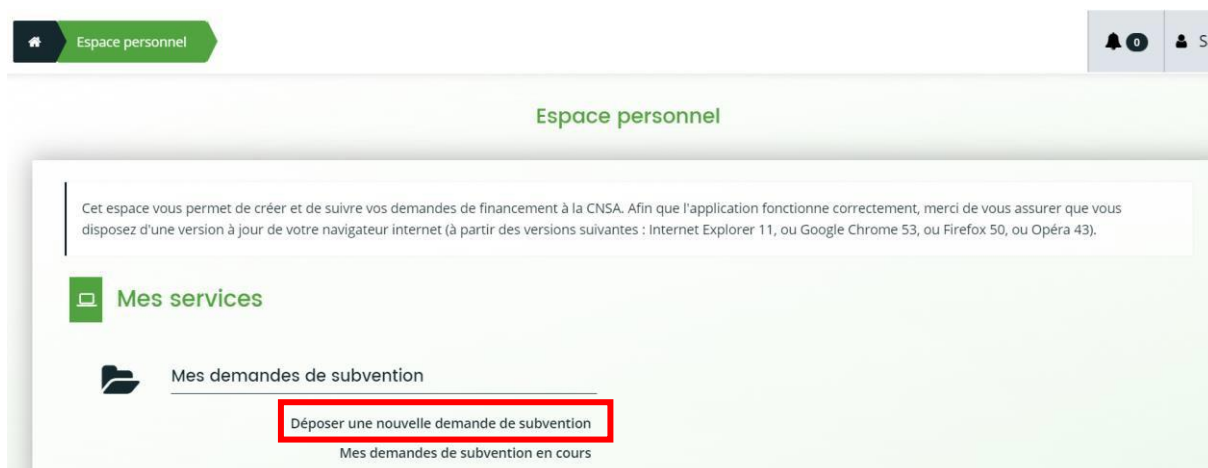 Espace personnel
0
S
Espace personnel
Cet espace vous permet de créer et de suivre vos demandes de financement à la CNSA. Afin que l'application fonctionne correctement, merci de vous assurer que vous
disposez d'une version à jour de votre navigateur internet (à partir des versions suivantes : Internet Explorer 11, ou Google Chrome 53, ou Firefox 50, ou Opéra 43).
Mes services
Mes demandes de subvention
Déposer une nouvelle demande de subvention
Mes demandes de subvention en cours